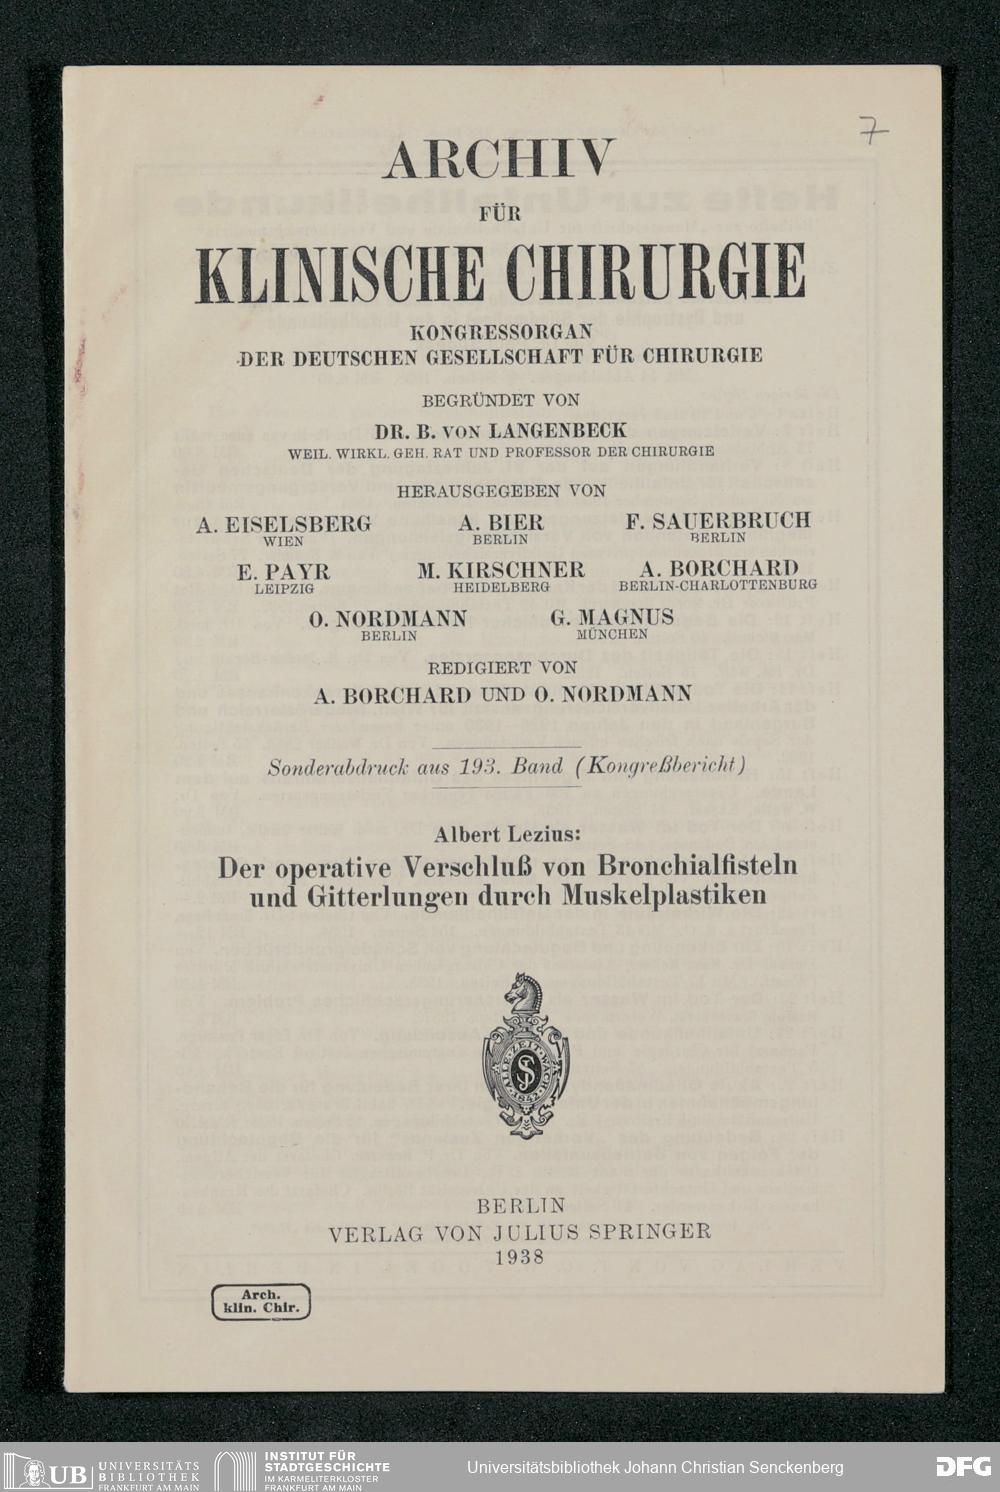 7
ARCHIV
FÜR
KLINISCHE CHIRURGIE
KONGRESSORGAN
DER DEUTSCHEN GESELLSCHAFT FÜR CHIRURGIE
BEGRÜNDET VON
DR. B. VON LANGENBECK
WEIL. WIRKL. GEH. RAT UND PROFESSOR DER CHIRURGIE
HERAUSGEGEBEN VON
A. EISELSBERG A. BIER F. SAUERBRUCH
WIEN BERLIN BERLIN
E. PAYR M. KIRSCHNER A. BORCHARD
LEIPZIG HEIDELBERG BERLIN-CHARLOTTENBURG
O. NORDMANN G. MAGNUS
BERLIN MÜNCHEN
REDIGIERT VON
A. BORCHARD UND O. NORDMANN
Sonderabdruck aus 193. Band (Kongreßbericht)
Albert Lezius:
Der operative Verschluß von Bronchialfisteln
und Gitterlungen durch Muskelplastiken
ALLE·ZEIT·WACH
S
1842
BERLIN
VERLAG VON JULIUS SPRINGER
1938
Arch.
klin. Chir.
UB UNIVERSITÄTS
BIBLIOTHEK
FRANKFURT AM MAIN
INSTITUT FÜR
STADTGESCHICHTE
IM KARMELITERKLOSTER
FRANKFURT AM MAIN
Universitätsbibliothek Johann Christian Senckenberg
DFG